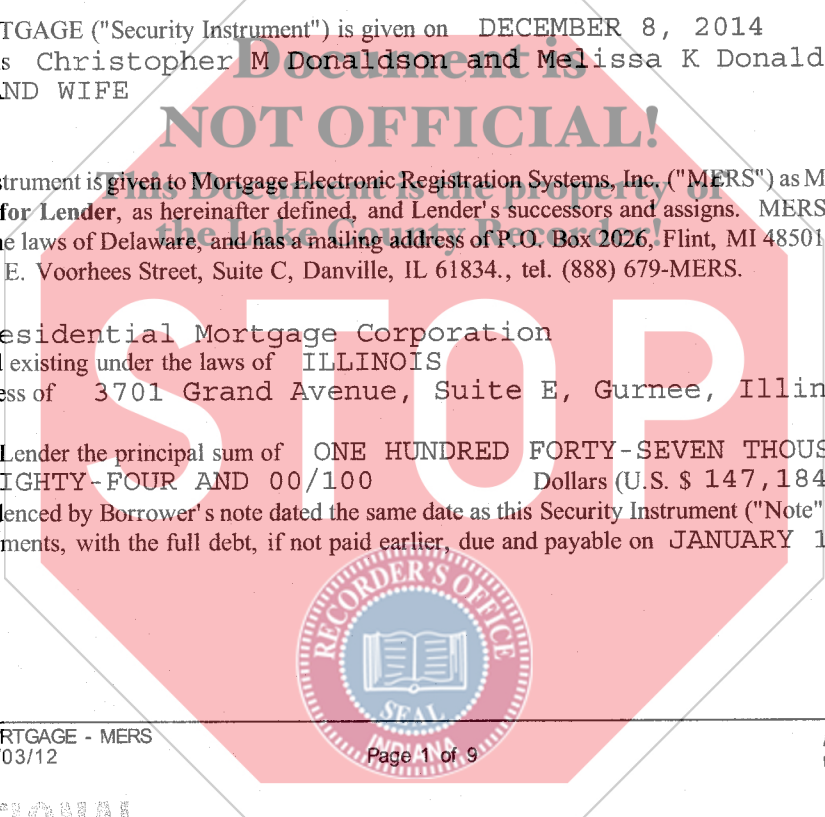 TGAGE ("Security Instrument") is given on DECEMBER 8, 2014
s Christopher M Donaldson and Melissa K Donald
AND WIFE
Document is
NOT OFFICIAL!
This Document is the property of
the Lake County Recorder!
strument is given to Mortgage Electronic Registration Systems, Inc. ("MERS") as M
for Lender, as hereinafter defined, and Lender's successors and assigns. MERS
e laws of Delaware, and has a mailing address of P.O. Box 2026, Flint, MI 48501
E. Voorhees Street, Suite C, Danville, IL 61834., tel. (888) 679-MERS.
STOP
esidential Mortgage Corporation
existing under the laws of ILLINOIS
ess of 3701 Grand Avenue, Suite E, Gurnee, Illin
Lender the principal sum of ONE HUNDRED FORTY-SEVEN THOUS
IGHTY-FOUR AND 00/100 Dollars (U.S. $ 147,184
enced by Borrower's note dated the same date as this Security Instrument ("Note"
ments, with the full debt, if not paid earlier, due and payable on JANUARY 1
RECORDER'S OFFICE
SEAL
INDIANA
RTGAGE - MERS
/03/12
Page 1 of 9